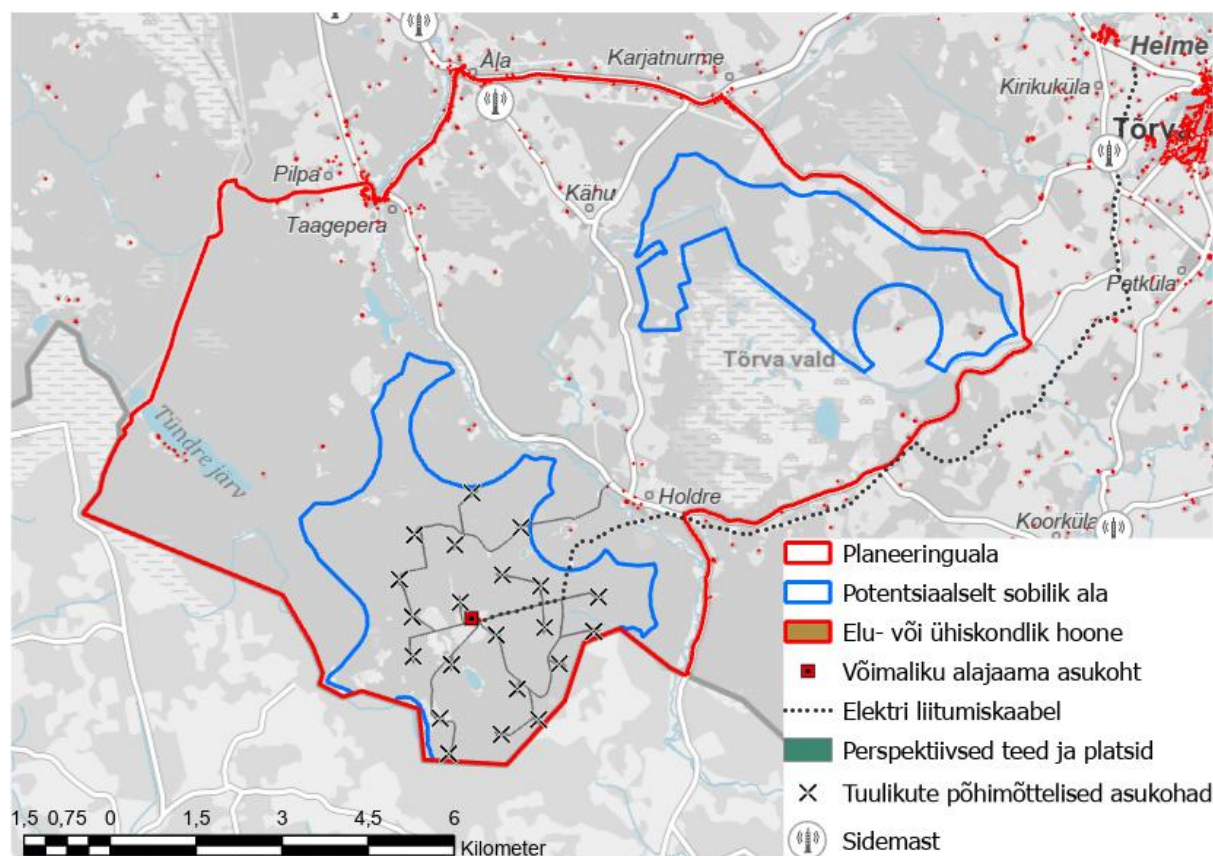 Helme
Karjatnurme
Ala
Kirikuküla
Tõrva
Pilpa
Kähu
Taagepera
Patküla
Tõrva vald
Tündre järv
Holdre
Koorküla
Planeeringuala
Potentsiaalselt sobilik ala
Elu- või ühiskondlik hoone
Võimaliku alajaama asukoht
Elektri liitumiskaabel
Perspektiivsed teed ja platsid
Tuulikute põhimõttelised asukohad
Sidemast
1,5 0,75 0 1,5 3 4,5 6
Kilometer